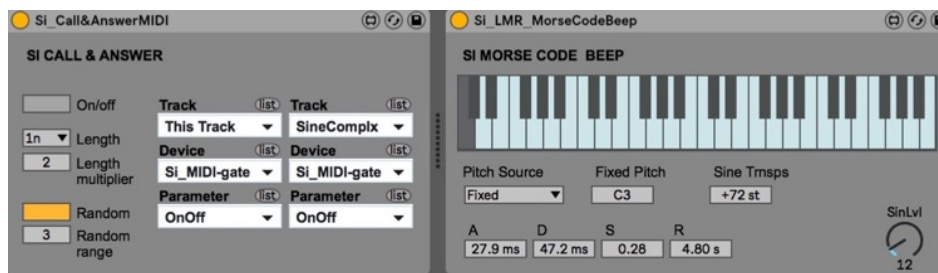 Si_Call&AnswerMIDI
SI CALL & ANSWER
On/off
1n Length
2 Length
multiplier
Random
3 Random
range
Track list Track list
This Track SineComplx
Device list Device list
Si_MIDI-gate Si_MIDI-gate
Parameter list Parameter list
OnOff OnOff
Si_LMR_MorseCodeBeep
SI MORSE CODE BEEP
Pitch Source Fixed Pitch Sine Trnsps
Fixed C3 +72 st
A D S R
27.9 ms 47.2 ms 0.28 4.80 s
SinLvl
12